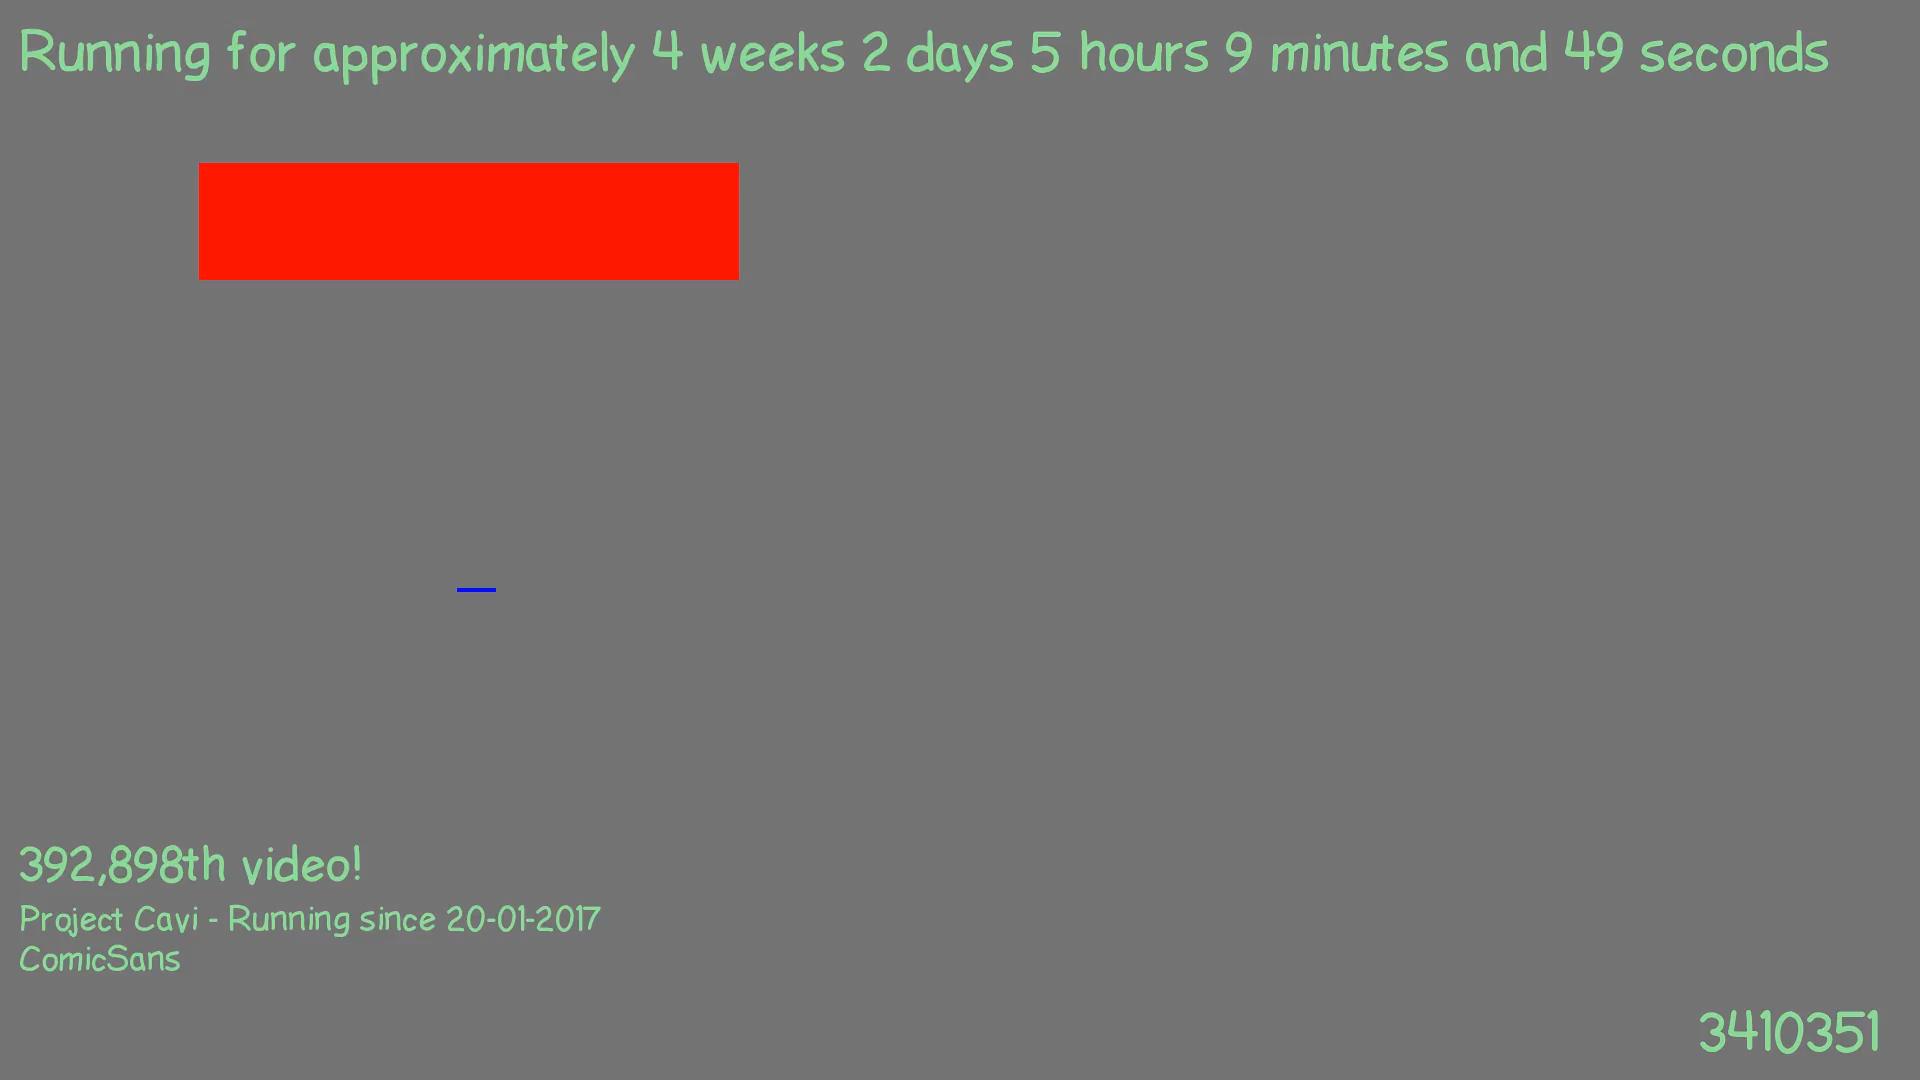 Running for approximately 4 weeks 2 days 5 hours 9 minutes and 49 seconds
392,898th video!
Project Cavi - Running since 20-01-2017
ComicSans
3410351